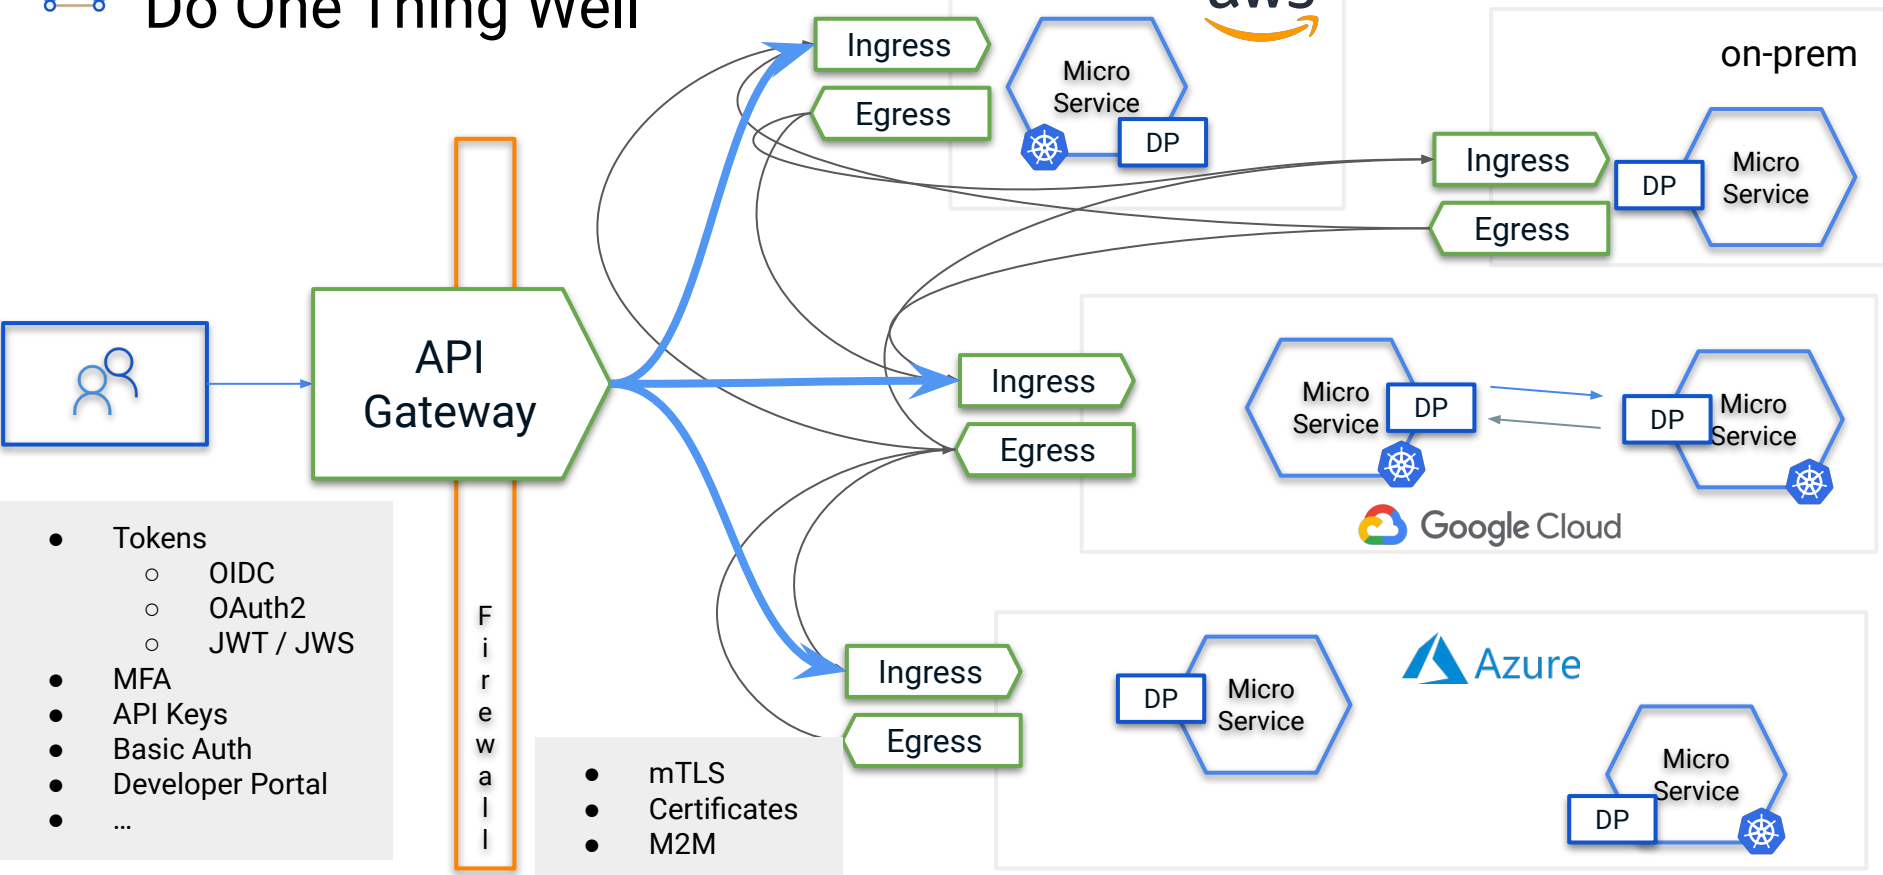 Do One Thing Well
aws
on-prem
Ingress
Egress
Micro
Service
DP
Ingress
Egress
DP
Micro
Service
API
Gateway
Ingress
Egress
Micro
Service
DP
DP
Micro
Service
Google Cloud
● Tokens
○ OIDC
○ OAuth2
○ JWT / JWS
● MFA
● API Keys
● Basic Auth
● Developer Portal
● ...
Firewall
● mTLS
● Certificates
● M2M
Ingress
Egress
DP
Micro
Service
Azure
Micro
Service
DP